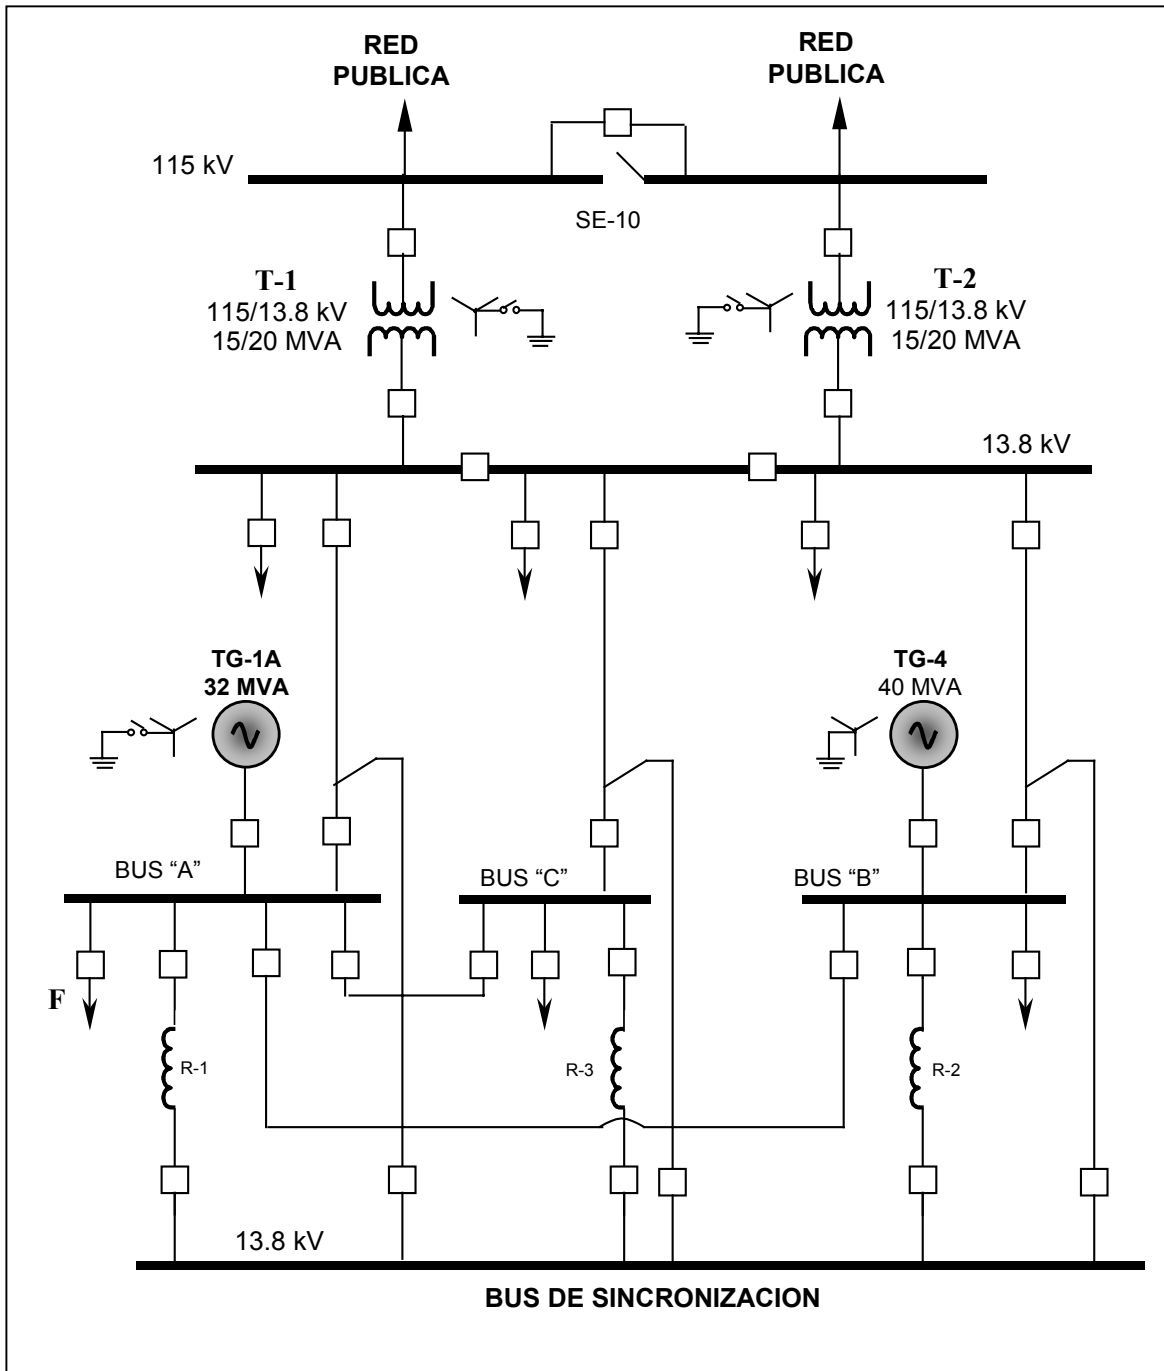 RED
PUBLICA
RED
PUBLICA
115 kV
SE-10
T-1
115/13.8 kV
15/20 MVA
T-2
115/13.8 kV
15/20 MVA
13.8 kV
TG-1A
32 MVA
TG-4
40 MVA
BUS “A”
BUS “C”
BUS “B”
F
R-1
R-3
R-2
13.8 kV
BUS DE SINCRONIZACION